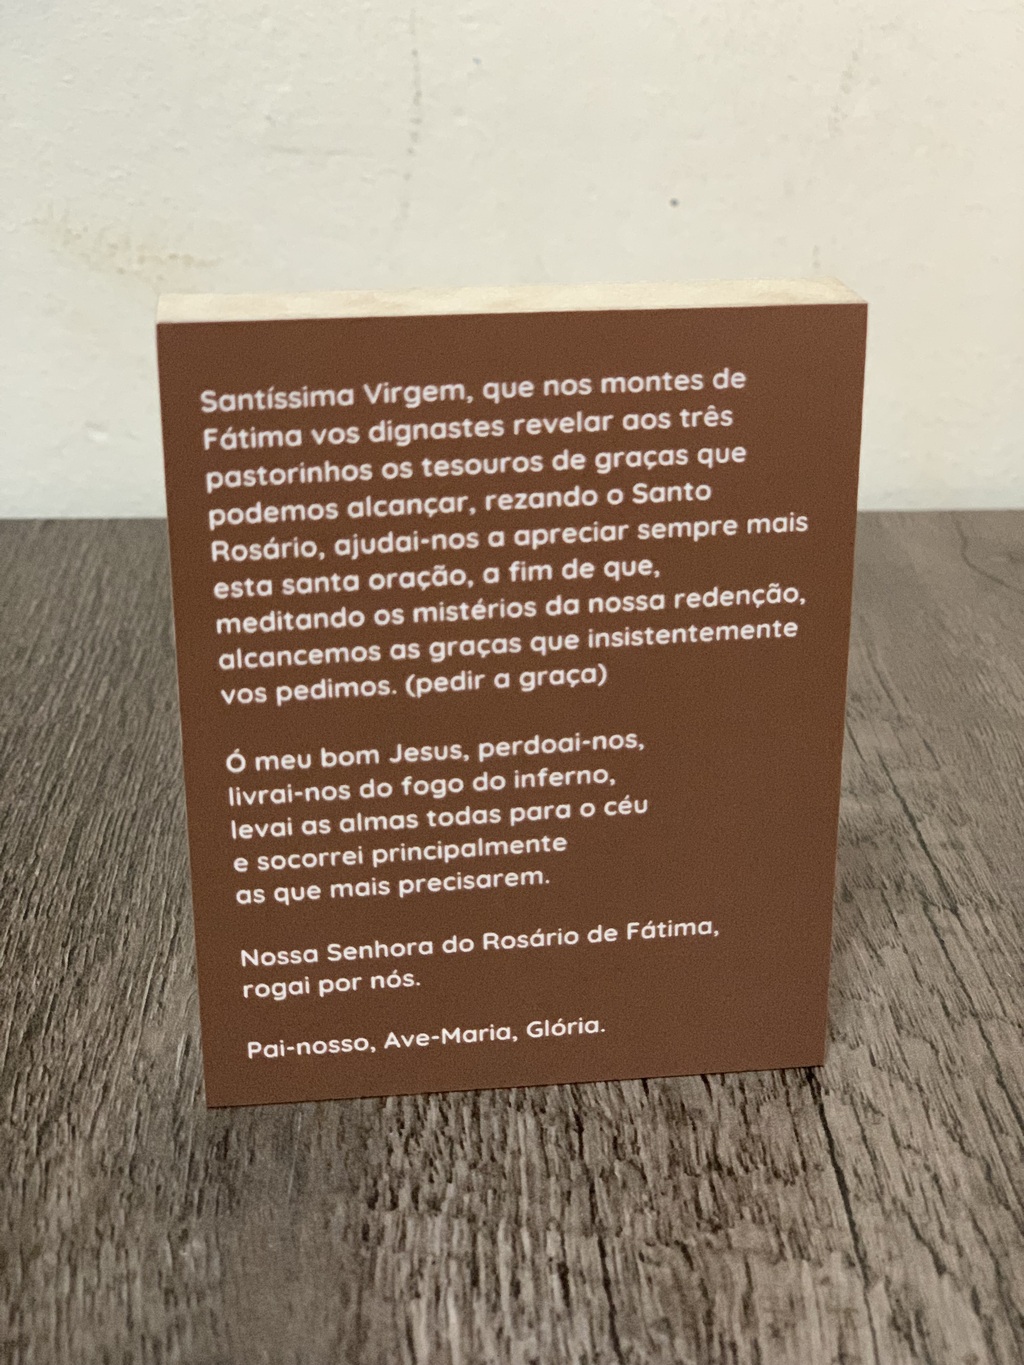 Santíssima Virgem, que nos montes de
Fátima vos dignastes revelar aos três
pastorinhos os tesouros de graças que
podemos alcançar, rezando o Santo
Rosário, ajudai-nos a apreciar sempre mais
esta santa oração, a fim de que,
meditando os mistérios da nossa redenção,
alcancemos as graças que insistentemente
vos pedimos. (pedir a graça)
Ó meu bom Jesus, perdoai-nos,
livrai-nos do fogo do inferno,
levai as almas todas para o céu
e socorrei principalmente
as que mais precisarem.
Nossa Senhora do Rosário de Fátima,
rogai por nós.
Pai-nosso, Ave-Maria, Glória.